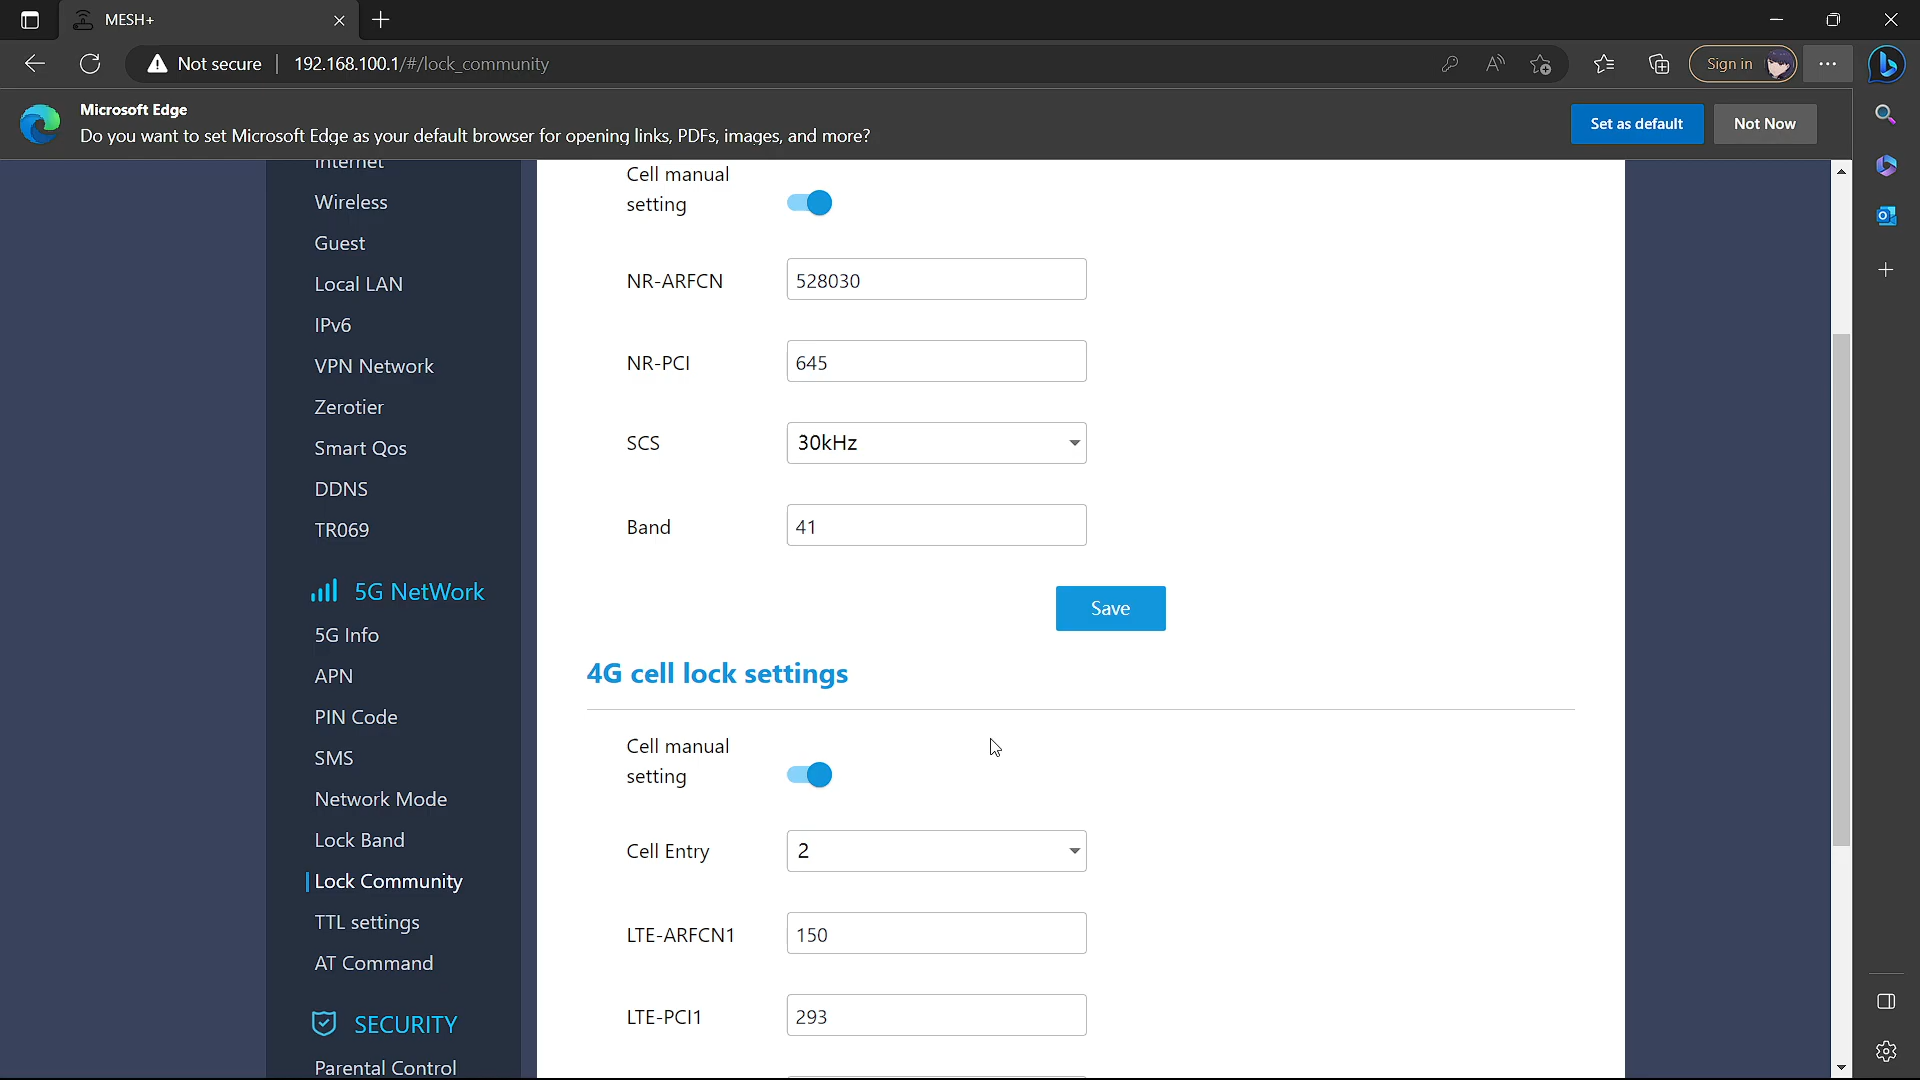 MESH+
Not secure
192.168.100.1/#/lock_community
Sign in
Microsoft Edge
Do you want to set Microsoft Edge as your default browser for opening links, PDFs, images, and more?
Set as default
Not Now
Internet
Wireless
Guest
Local LAN
IPv6
VPN Network
Zerotier
Smart Qos
DDNS
TR069
5G NetWork
5G Info
APN
PIN Code
SMS
Network Mode
Lock Band
Lock Community
TTL settings
AT Command
SECURITY
Parental Control
Cell manual
setting
NR-ARFCN
528030
NR-PCI
645
SCS
30kHz
Band
41
Save
4G cell lock settings
Cell manual
setting
Cell Entry
2
LTE-ARFCN1
150
LTE-PCI1
293